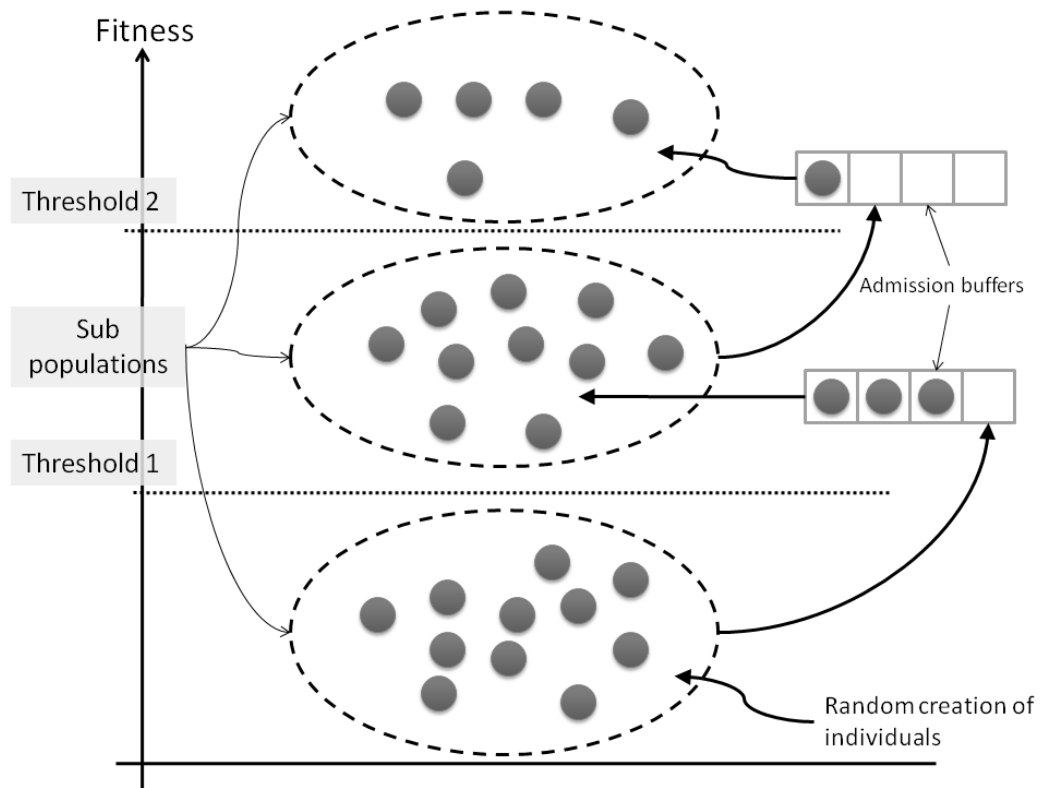 Fitness
Threshold 2
Admission buffers
Sub
populations
Threshold 1
Random creation of
individuals